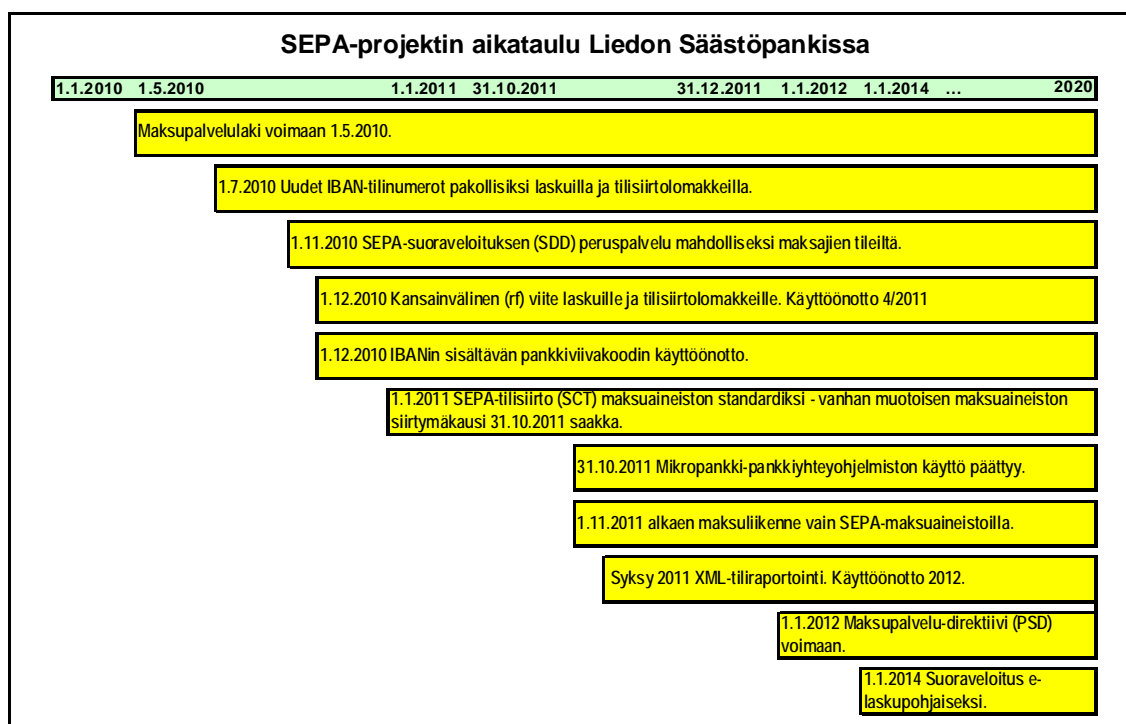 SEPA-projektin aikataulu Liedon Säästöpankissa
1.1.2010 1.5.2010 1.1.2011 31.10.2011 31.12.2011 1.1.2012 1.1.2014 ... 2020
Maksupalvelulaki voimaan 1.5.2010.
1.7.2010 Uudet IBAN-tilinumerot pakollisiksi laskuilla ja tilisiirtolomakkeilla.
1.11.2010 SEPA-suoraveloituksen (SDD) peruspalvelu mahdolliseksi maksajien tileiltä.
1.12.2010 Kansainvälinen (rf) viite laskuille ja tilisiirtolomakkeille. Käyttöönotto 4/2011
1.12.2010 IBANin sisältävän pankkiviivakoodin käyttöönotto.
1.1.2011 SEPA-tilisiirto (SCT) maksuaineiston standardiksi - vanhan muotoisen maksuaineiston
siirtymäkausi 31.10.2011 saakka.
31.10.2011 Mikropankki-pankkiyhteyohjelmiston käyttö päättyy.
1.11.2011 alkaen maksuliikenne vain SEPA-maksuaineistoilla.
Syksy 2011 XML-tiliraportointi. Käyttöönotto 2012.
1.1.2012 Maksupalvelu-direktiivi (PSD)
voimaan.
1.1.2014 Suoraveloitus e-
laskupohjaiseksi.